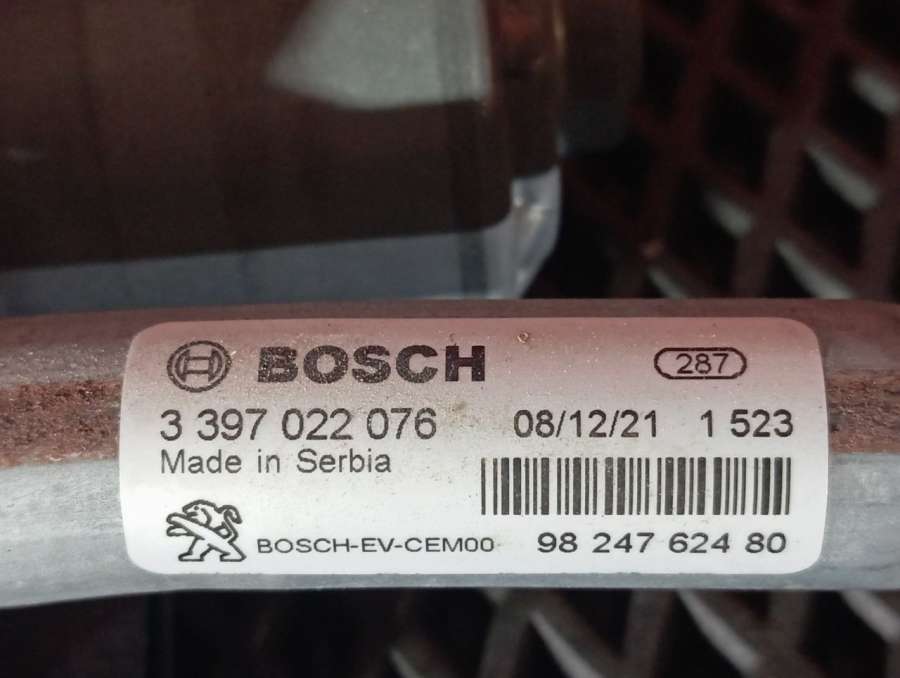 BOSCH 287
3 397 022 076 08/12/21 1 523
Made in Serbia
BOSCH-EV-CEM00 98 247 624 80